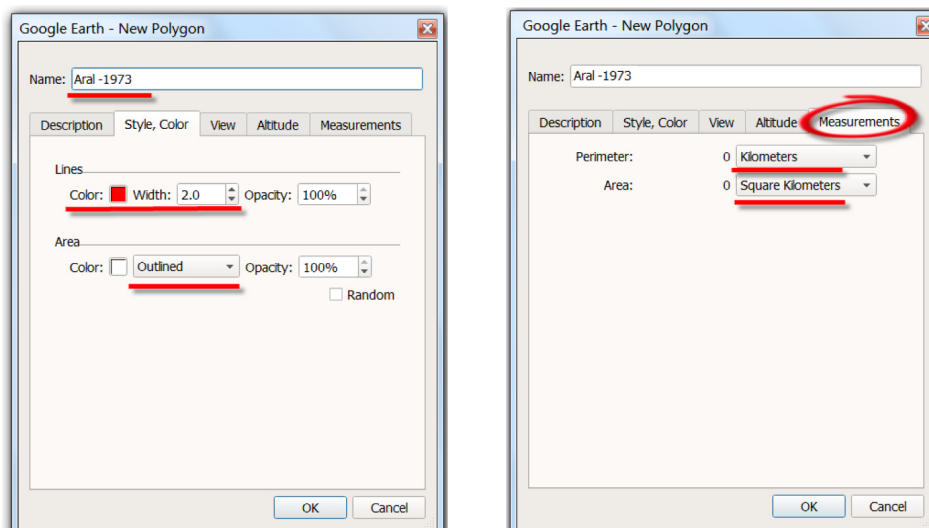 Google Earth - New Polygon
Name: Aral -1973
Description Style, Color View Altitude Measurements
Lines
Color: Width: 2.0 Opacity: 100%
Area
Color: Outlined Opacity: 100%
Random
OK Cancel
Google Earth - New Polygon
Name: Aral -1973
Description Style, Color View Altitude Measurements
Perimeter: 0 Kilometers
Area: 0 Square Kilometers
OK Cancel